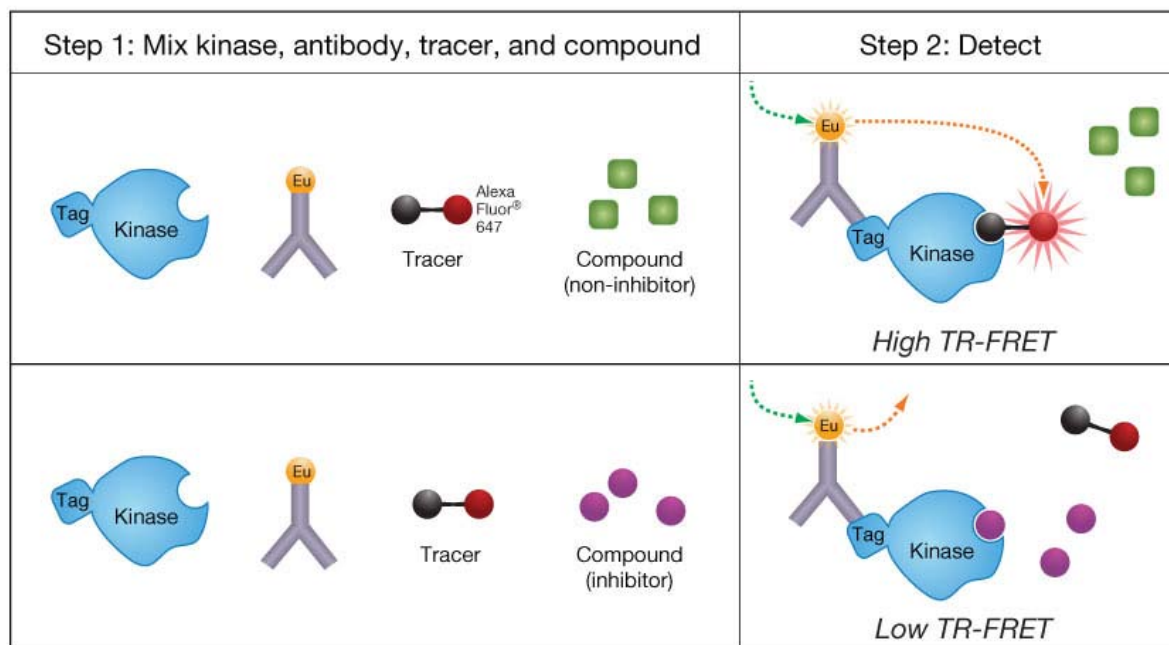 Step 1: Mix kinase, antibody, tracer, and compound
Step 2: Detect
Tag
Kinase
Eu
Alexa
Fluor®
647
Tracer
Compound
(non-inhibitor)
Eu
Tag
Kinase
High TR-FRET
Tag
Kinase
Eu
Tracer
Compound
(inhibitor)
Eu
Tag
Kinase
Low TR-FRET